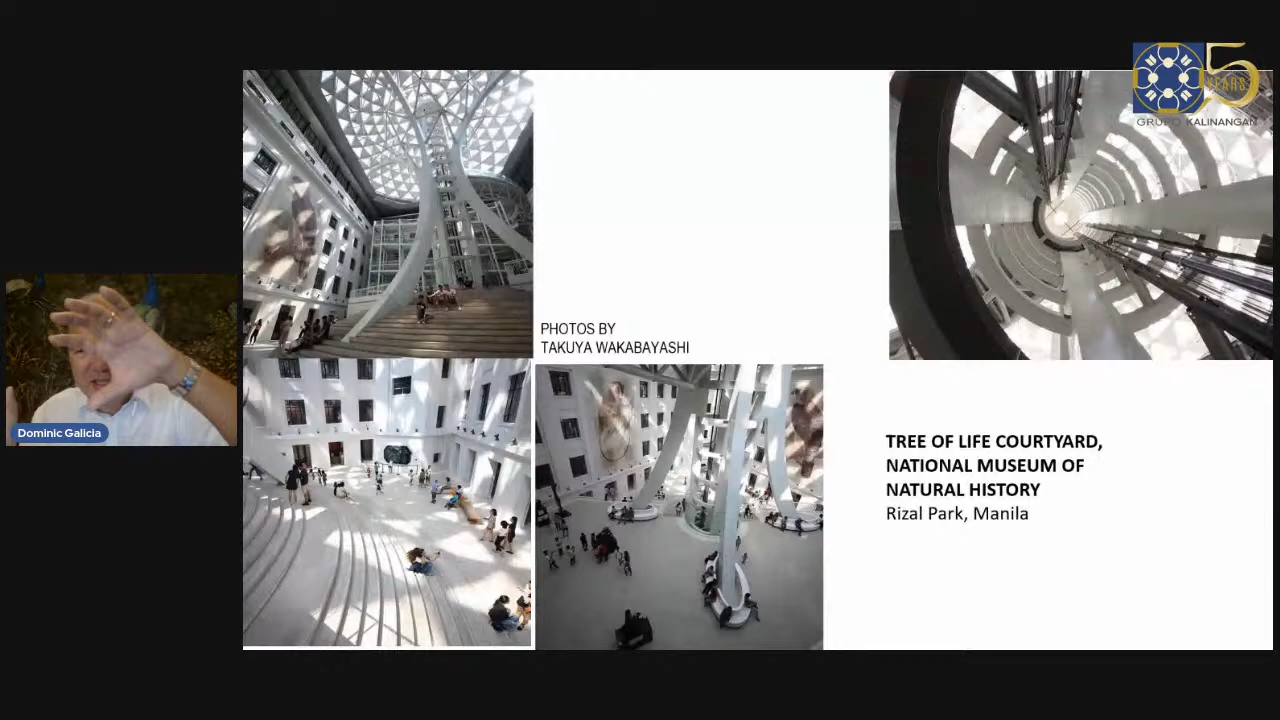 5 YEARS
GRUPO KALINANGAN
PHOTOS BY
TAKUYA WAKABAYASHI
Dominic Galicia
TREE OF LIFE COURTYARD,
NATIONAL MUSEUM OF
NATURAL HISTORY
Rizal Park, Manila